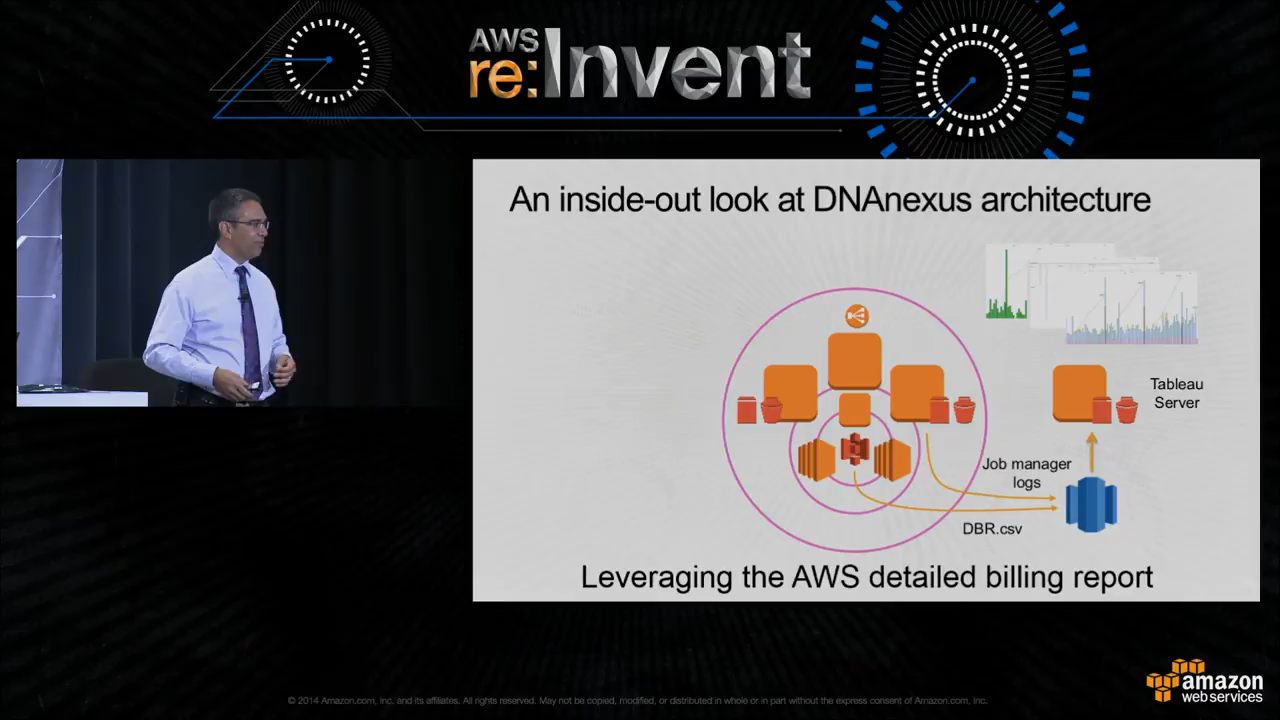 AWS
re:Invent
An inside-out look at DNAnexus architecture
Tableau
Server
Job manager
logs
DBR.csv
Leveraging the AWS detailed billing report
© 2014 Amazon.com, Inc. and its affiliates. All rights reserved. May not be copied, modified, or distributed in whole or in part without the express consent of Amazon.com, Inc.
amazon
web services